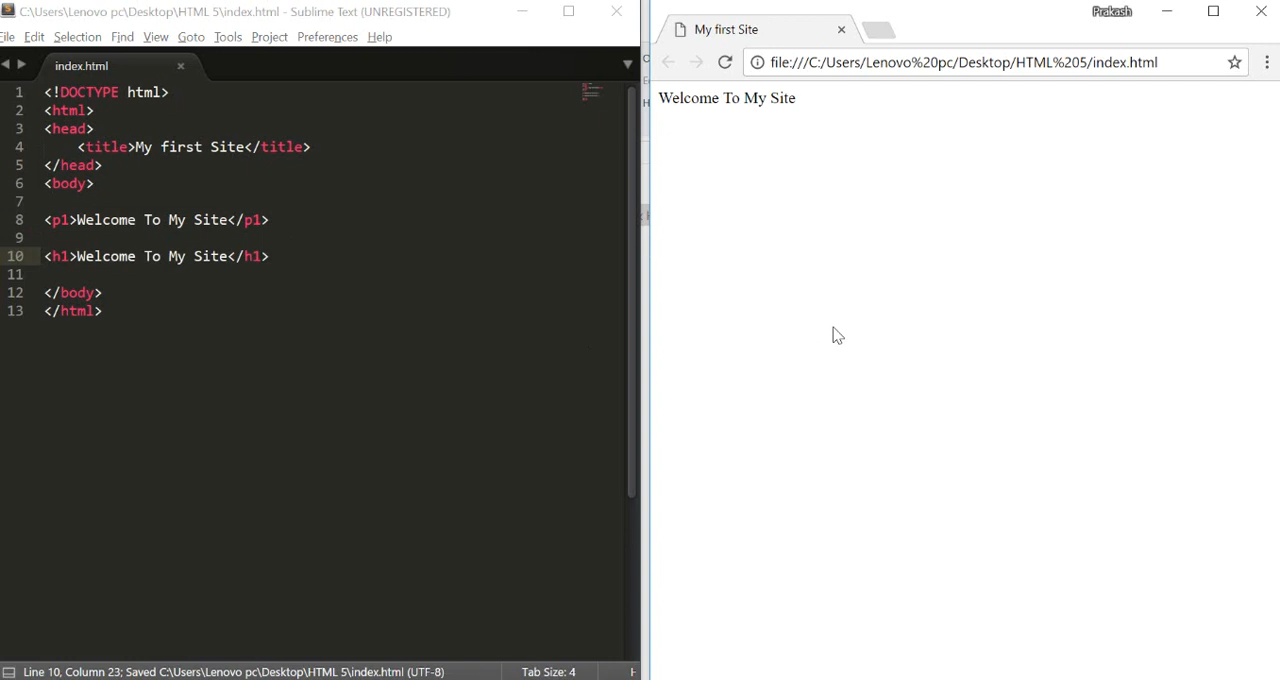 C:\Users\Lenovo pc\Desktop\HTML 5\index.html - Sublime Text (UNREGISTERED)
File Edit Selection Find View Goto Tools Project Preferences Help
index.html
1 <!DOCTYPE html>
2 <html>
3 <head>
4 <title>My first Site</title>
5 </head>
6 <body>
7
8 <p1>Welcome To My Site</p1>
9
10 <h1>Welcome To My Site</h1>
11
12 </body>
13 </html>
Line 10, Column 23; Saved C:\Users\Lenovo pc\Desktop\HTML 5\index.html (UTF-8)
Tab Size: 4
Prakash
My first Site
file:///C:/Users/Lenovo%20pc/Desktop/HTML%205/index.html
Welcome To My Site